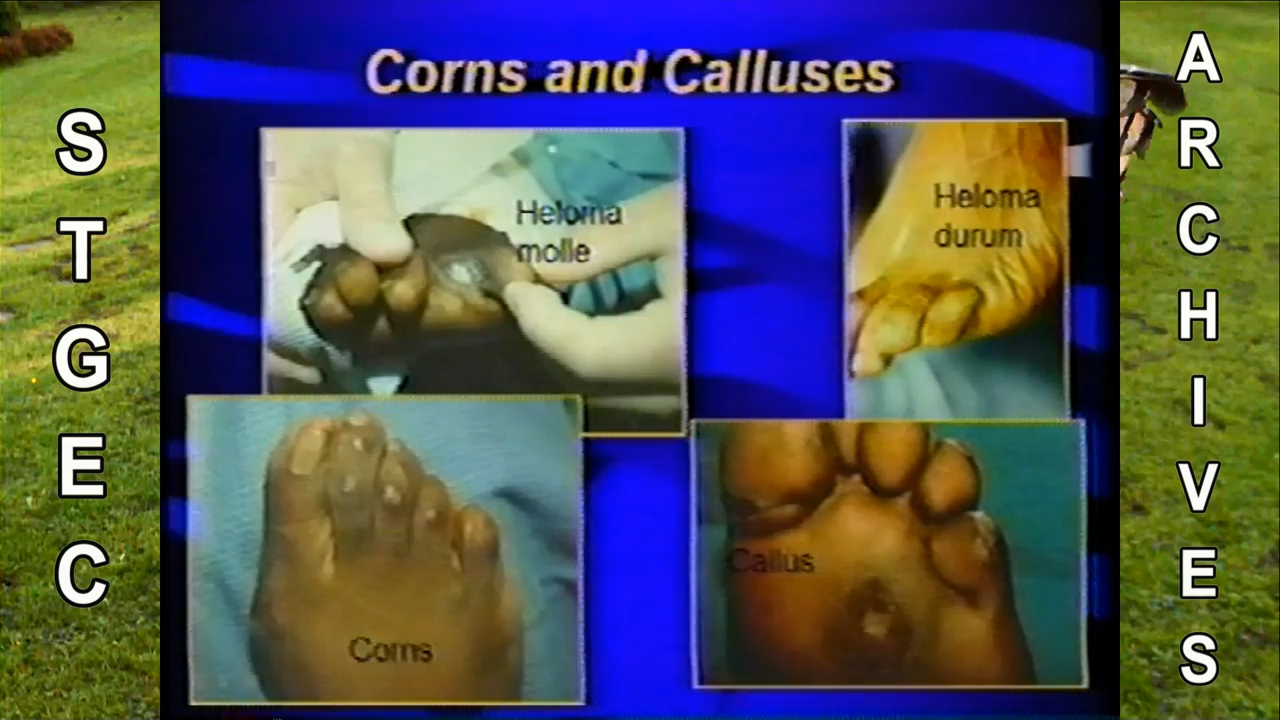 STGEC
Corns and Calluses
Heloma
molle
Heloma
durum
Corns
Callus
ARCHIVES